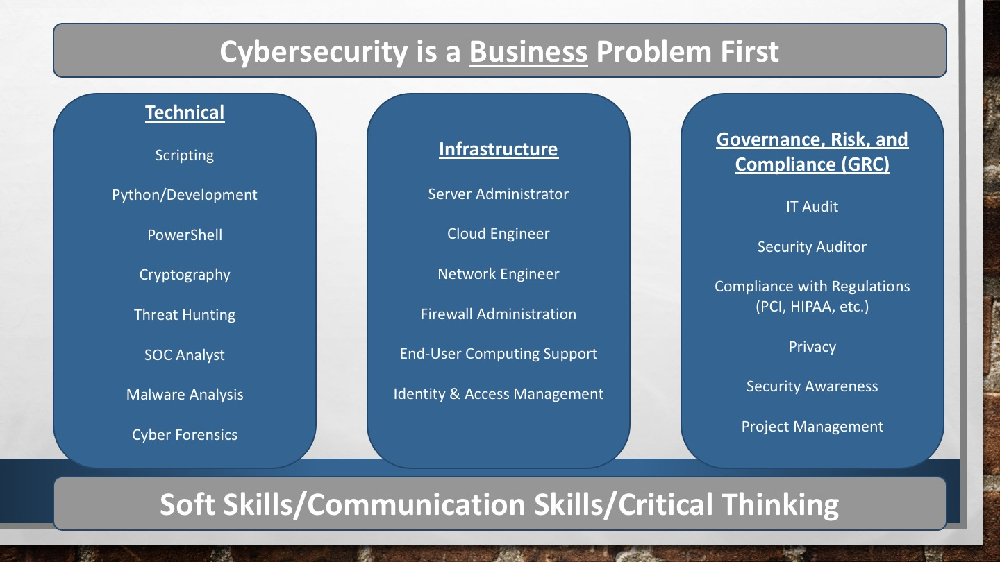 Cybersecurity is a Business Problem First
Technical
Scripting
Python/Development
PowerShell
Cryptography
Threat Hunting
SOC Analyst
Malware Analysis
Cyber Forensics
Infrastructure
Server Administrator
Cloud Engineer
Network Engineer
Firewall Administration
End-User Computing Support
Identity & Access Management
Governance, Risk, and
Compliance (GRC)
IT Audit
Security Auditor
Compliance with Regulations
(PCI, HIPAA, etc.)
Privacy
Security Awareness
Project Management
Soft Skills/Communication Skills/Critical Thinking